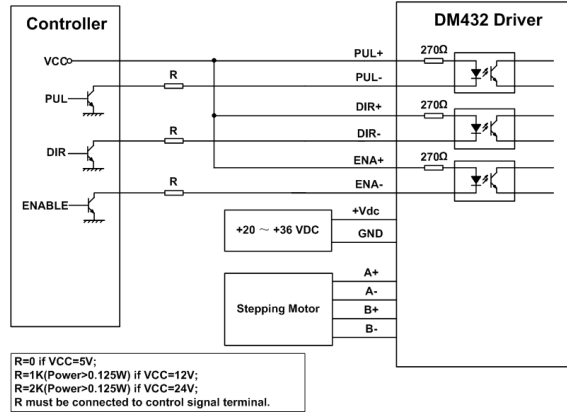 Controller
DM432 Driver
VCC
PUL
DIR
ENABLE
R
R
R
PUL+
PUL-
DIR+
DIR-
ENA+
ENA-
270Ω
270Ω
270Ω
+20 ～ +36 VDC
+Vdc
GND
Stepping Motor
A+
A-
B+
B-
R=0 if VCC=5V;
R=1K(Power>0.125W) if VCC=12V;
R=2K(Power>0.125W) if VCC=24V;
R must be connected to control signal terminal.